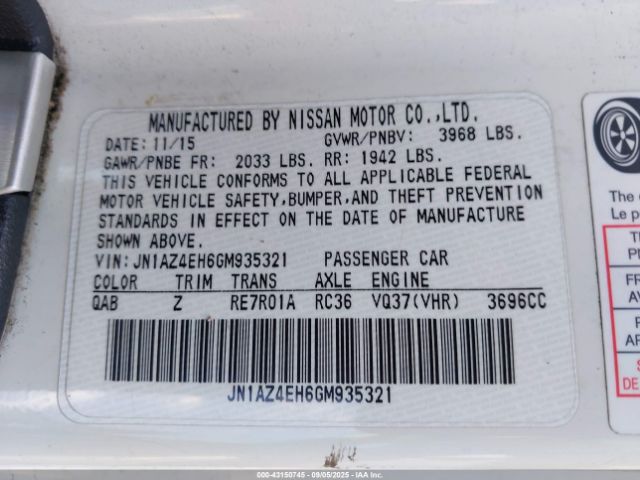 MANUFACTURED BY NISSAN MOTOR CO.,LTD.
DATE: 11/15 GVWR/PNBV: 3968 LBS.
GAWR/PNBE FR: 2033 LBS. RR: 1942 LBS.
THIS VEHICLE CONFORMS TO ALL APPLICABLE FEDERAL
MOTOR VEHICLE SAFETY,BUMPER,AND THEFT PREVENTION
STANDARDS IN EFFECT ON THE DATE OF MANUFACTURE
SHOWN ABOVE.
VIN:JN1AZ4EH6GM935321 PASSENGER CAR
COLOR TRIM TRANS AXLE ENGINE
QAB Z RE7R01A RC36 VQ37(VHR) 3696CC
JN1AZ4EH6GM935321
The
Le p
000-43150745 - (09/05/2025) - IAA Inc.